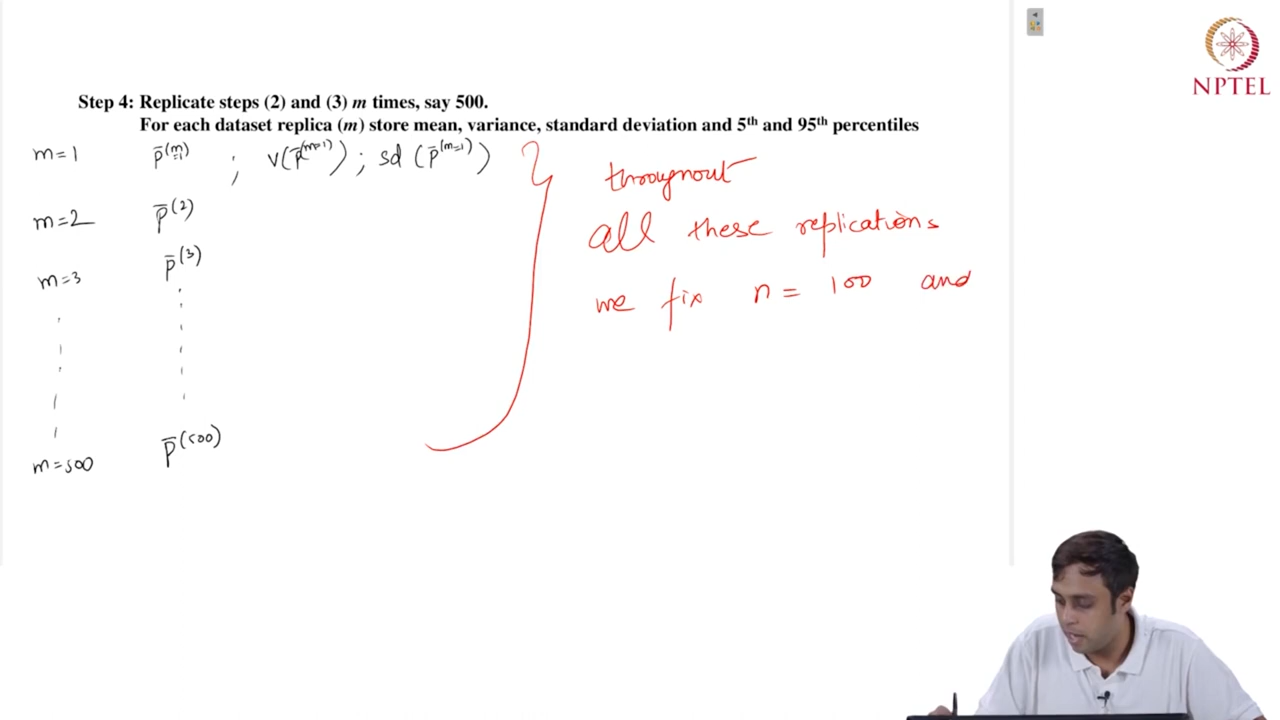 NPTEL
Step 4: Replicate steps (2) and (3) m times, say 500.
For each dataset replica (m) store mean, variance, standard deviation and 5th and 95th percentiles
m=1 p̄(m=1) ; v(p̄(m=1)) ; sd(p̄(m=1))
m=2 p̄(2)
m=3 p̄(3)
m=500 p̄(500)
throughout
all these replications
we fix n = 100 and